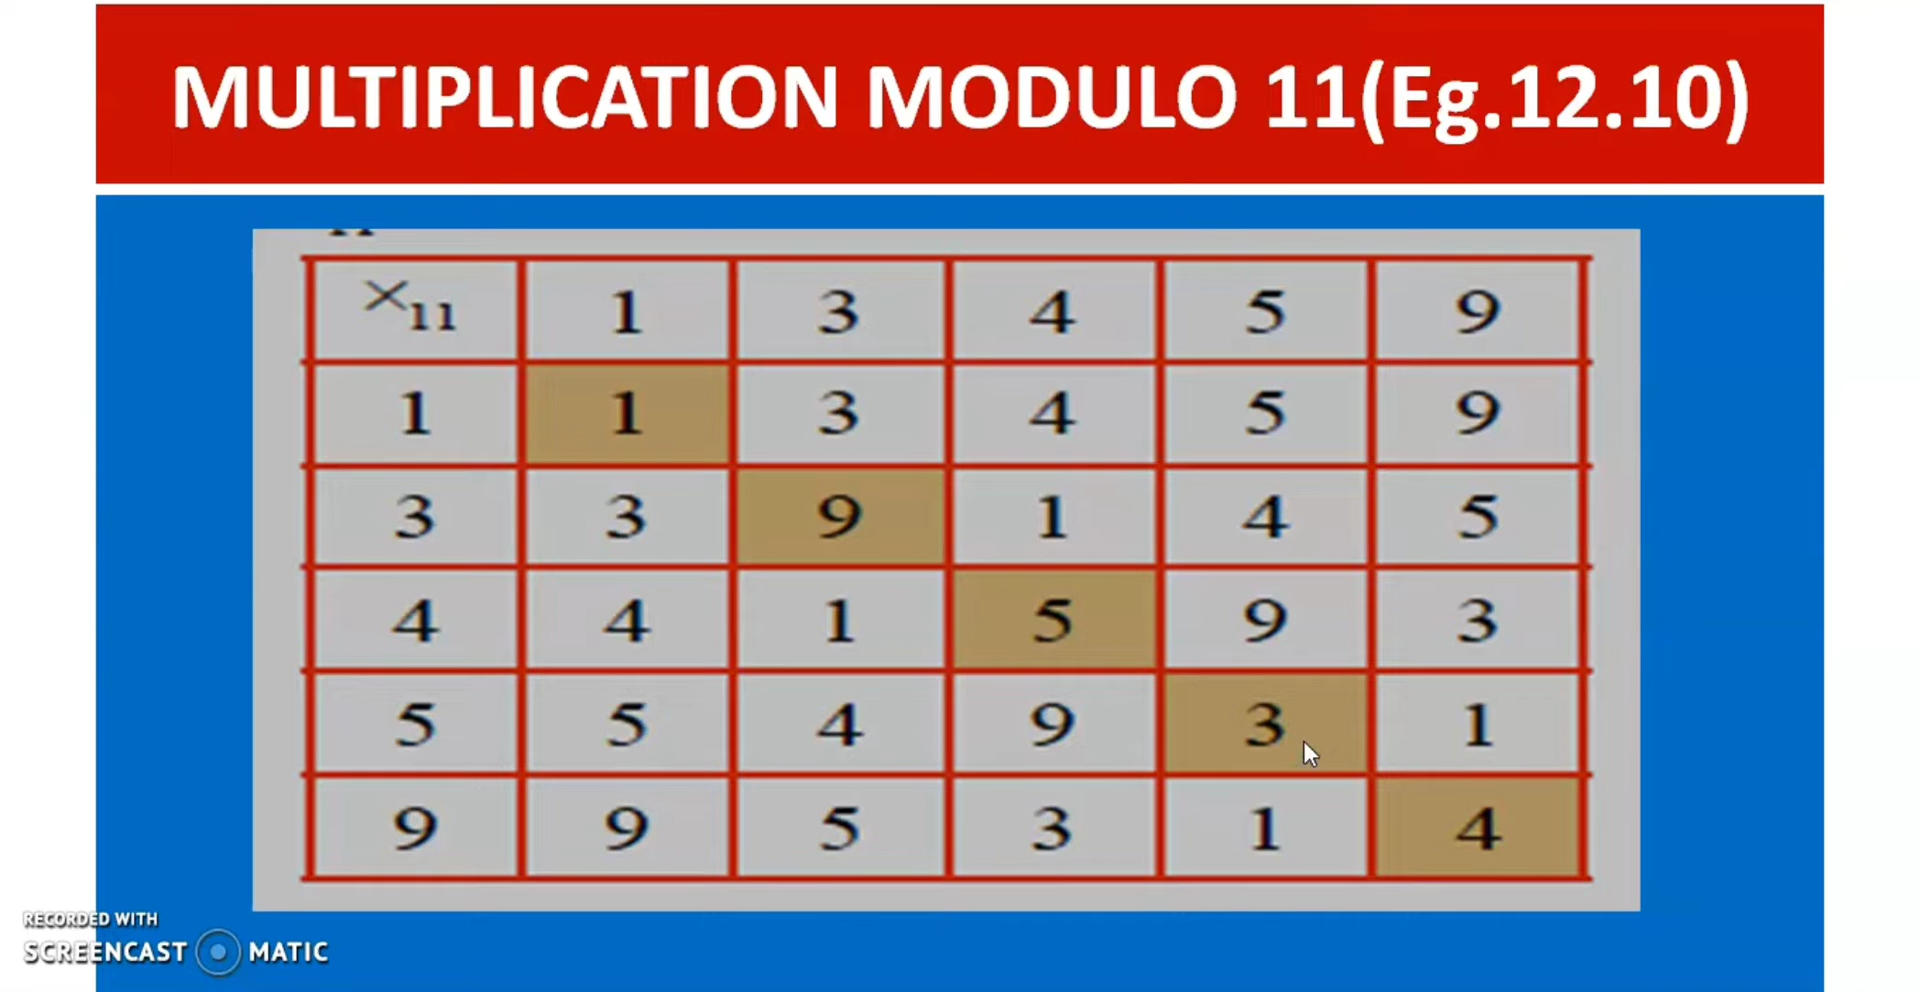 MULTIPLICATION MODULO 11(Eg.12.10)
×11 1 3 4 5 9
1 1 3 4 5 9
3 3 9 1 4 5
4 4 1 5 9 3
5 5 4 9 3 1
9 9 5 3 1 4
RECORDED WITH
SCREENCAST MATIC